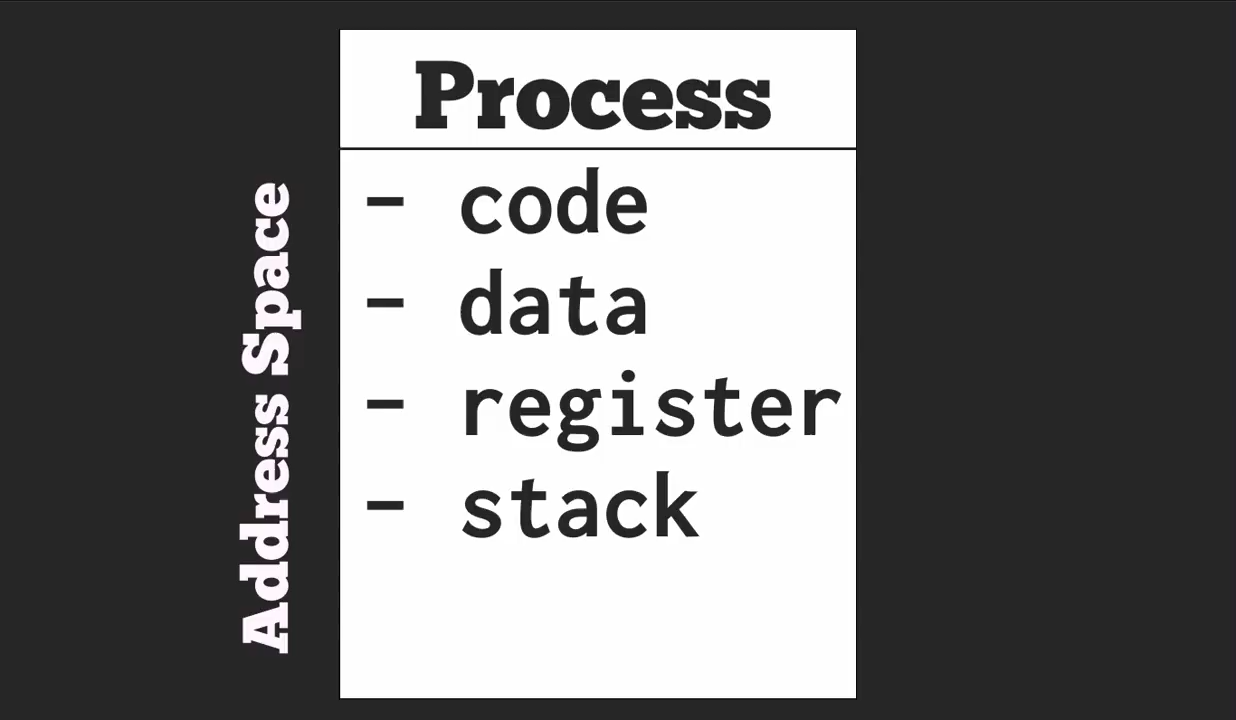 Process
Address Space
- code
- data
- register
- stack